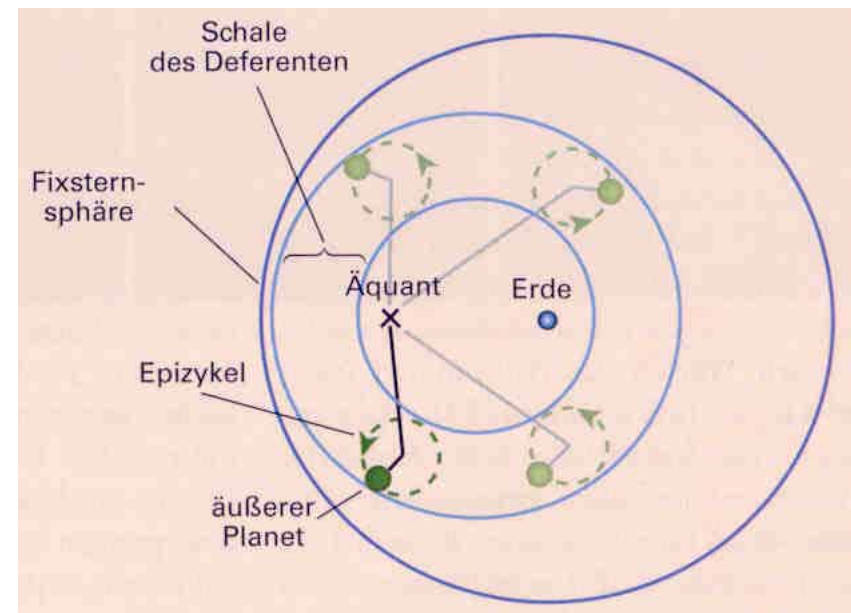 Schale
des Deferenten
Fixstern-
sphäre
Äquant
Erde
Epizykel
äußerer
Planet